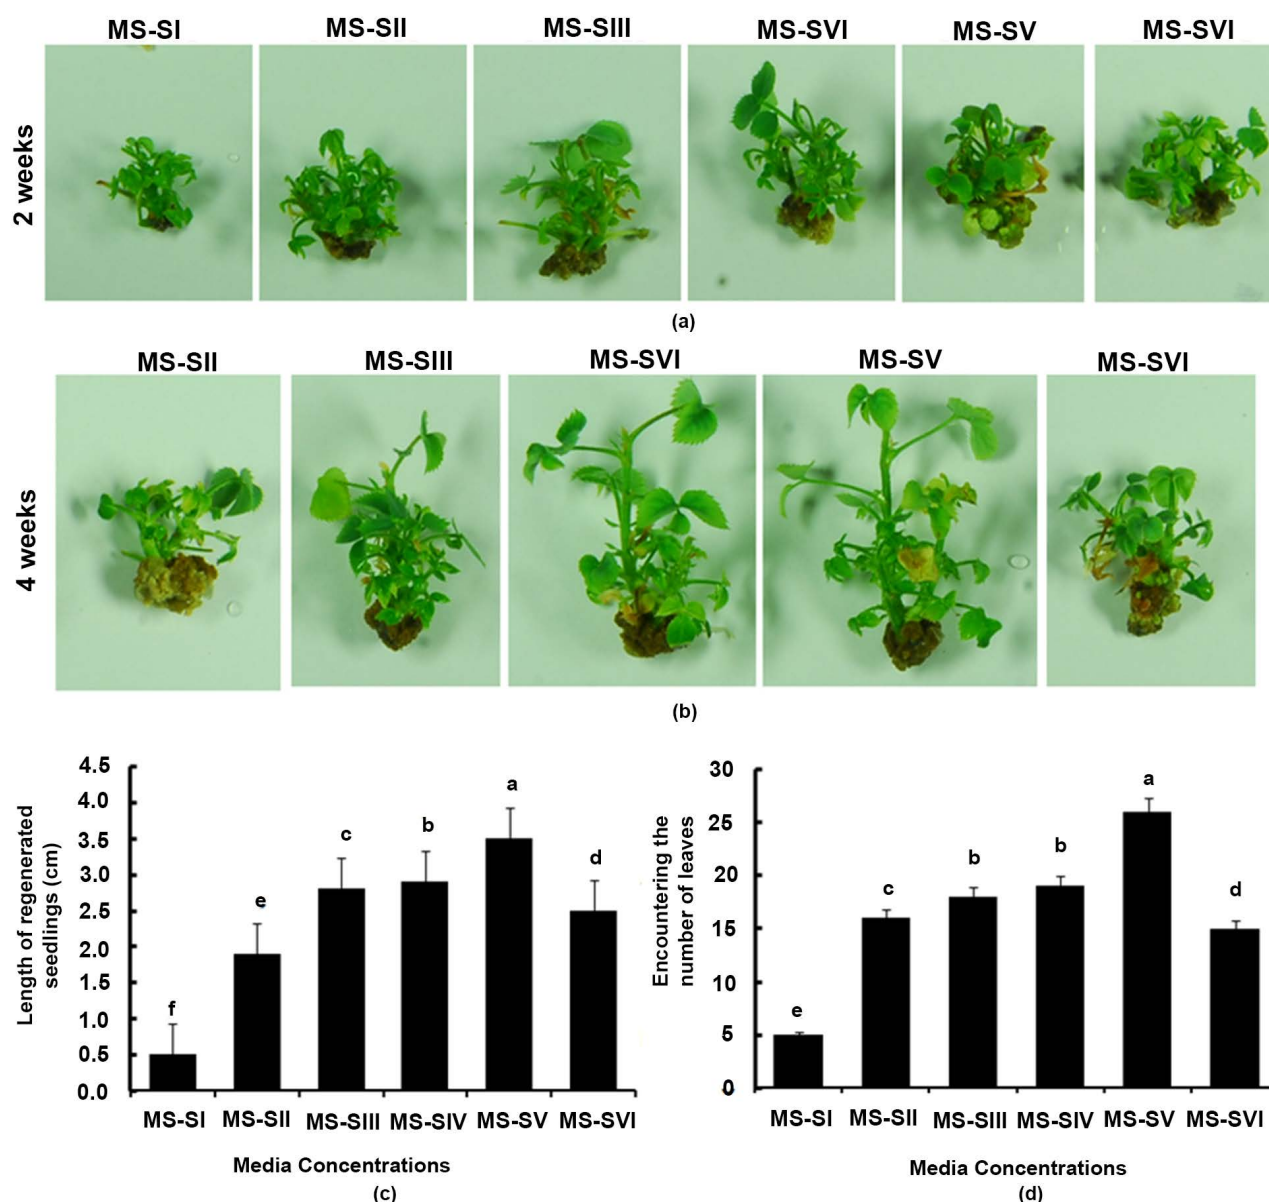 MS-SI MS-SII MS-SIII MS-SVI MS-SV MS-SVI
2 weeks
(a)
MS-SII MS-SIII MS-SVI MS-SV MS-SVI
4 weeks
(b)
Length of regenerated
seedlings (cm)
4.5
4.0
3.5
3.0
2.5
2.0
1.5
1.0
0.5
0.0
f
e
c
b
a
d
MS-SI MS-SII MS-SIII MS-SIV MS-SV MS-SVI
Media Concentrations
(c)
Encountering the
number of leaves
30
25
20
15
10
5
0
e
c
b
b
a
d
MS-SI MS-SII MS-SIII MS-SIV MS-SV MS-SVI
Media Concentrations
(d)